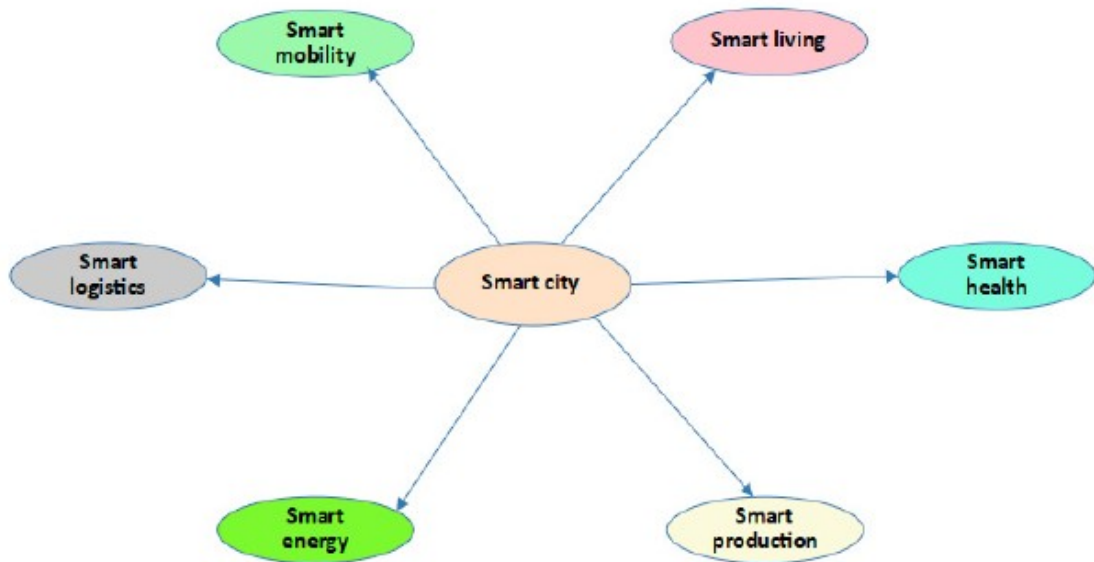 Smart
mobility
Smart living
Smart
logistics
Smart city
Smart
health
Smart
energy
Smart
production